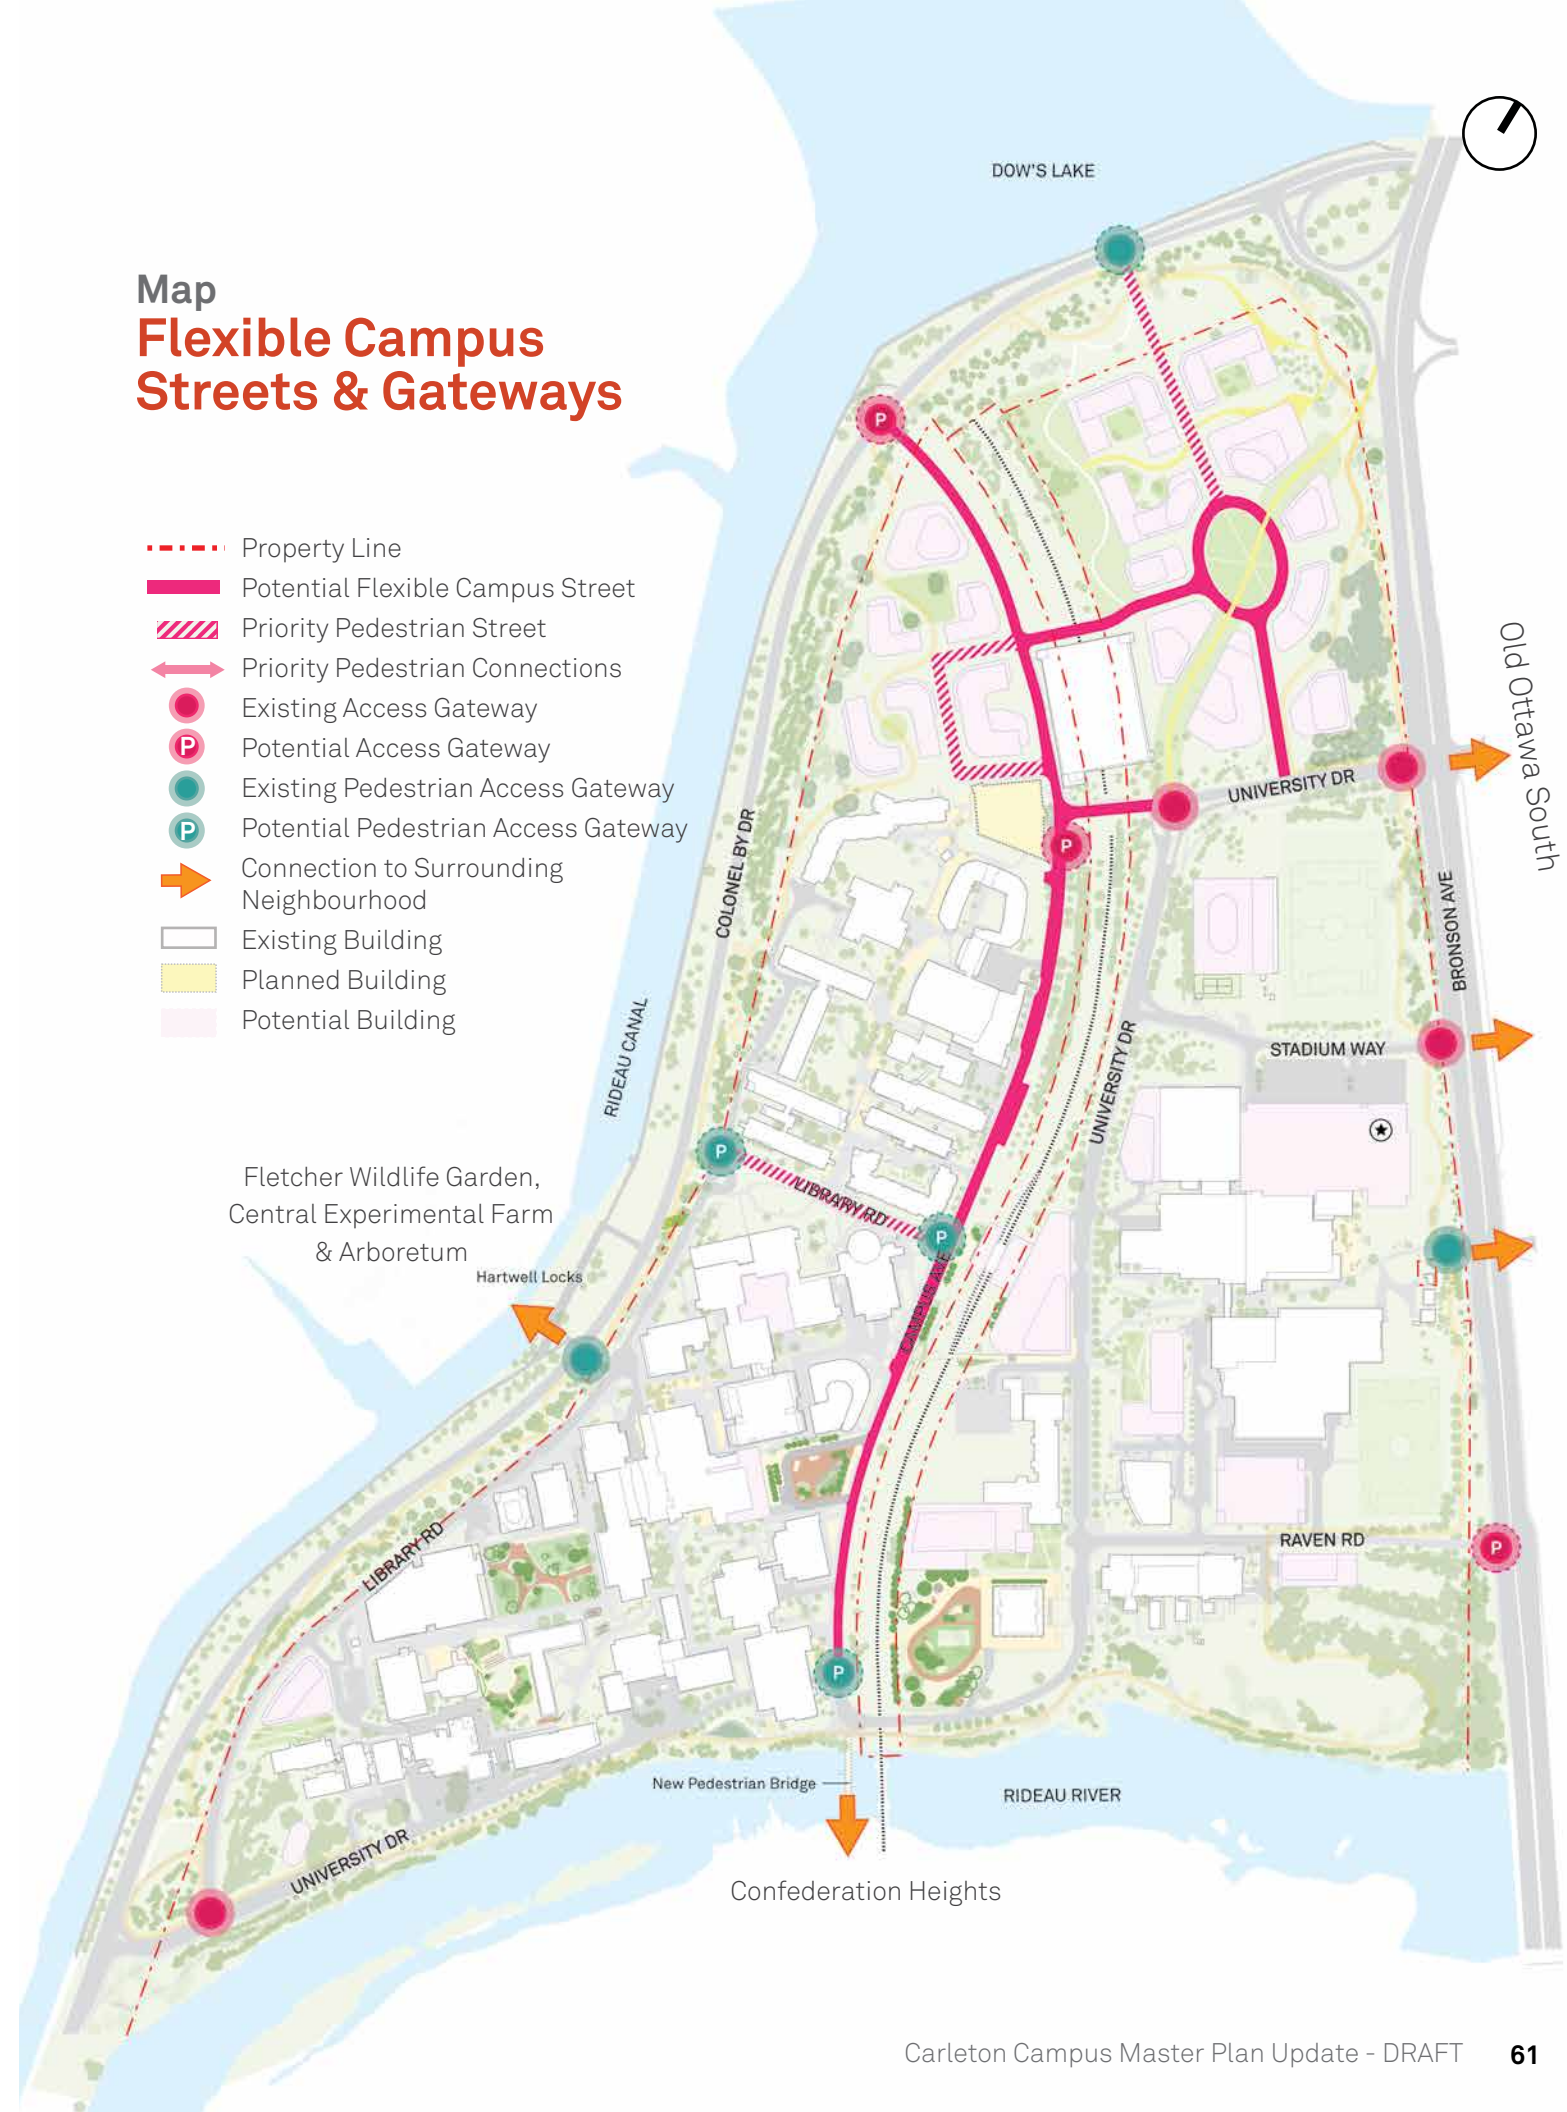 DOW'S LAKE
Map
Flexible Campus
Streets & Gateways
Property Line
Potential Flexible Campus Street
Priority Pedestrian Street
Priority Pedestrian Connections
Existing Access Gateway
P
Potential Access Gateway
Existing Pedestrian Access Gateway
P
Potential Pedestrian Access Gateway
Connection to Surrounding
Neighbourhood
Existing Building
Planned Building
Potential Building
P
Old Ottawa South
UNIVERSITY DR
P
COLONEL BY DR
BRONSON AVE
RIDEAU CANAL
UNIVERSITY DR
STADIUM WAY
P
LIBRARY RD
P
CAMPUS AVE
Fletcher Wildlife Garden,
Central Experimental Farm
& Arboretum
Hartwell Locks
LIBRARY RD
RAVEN RD
P
P
New Pedestrian Bridge
RIDEAU RIVER
UNIVERSITY DR
Confederation Heights
Carleton Campus Master Plan Update - DRAFT 61